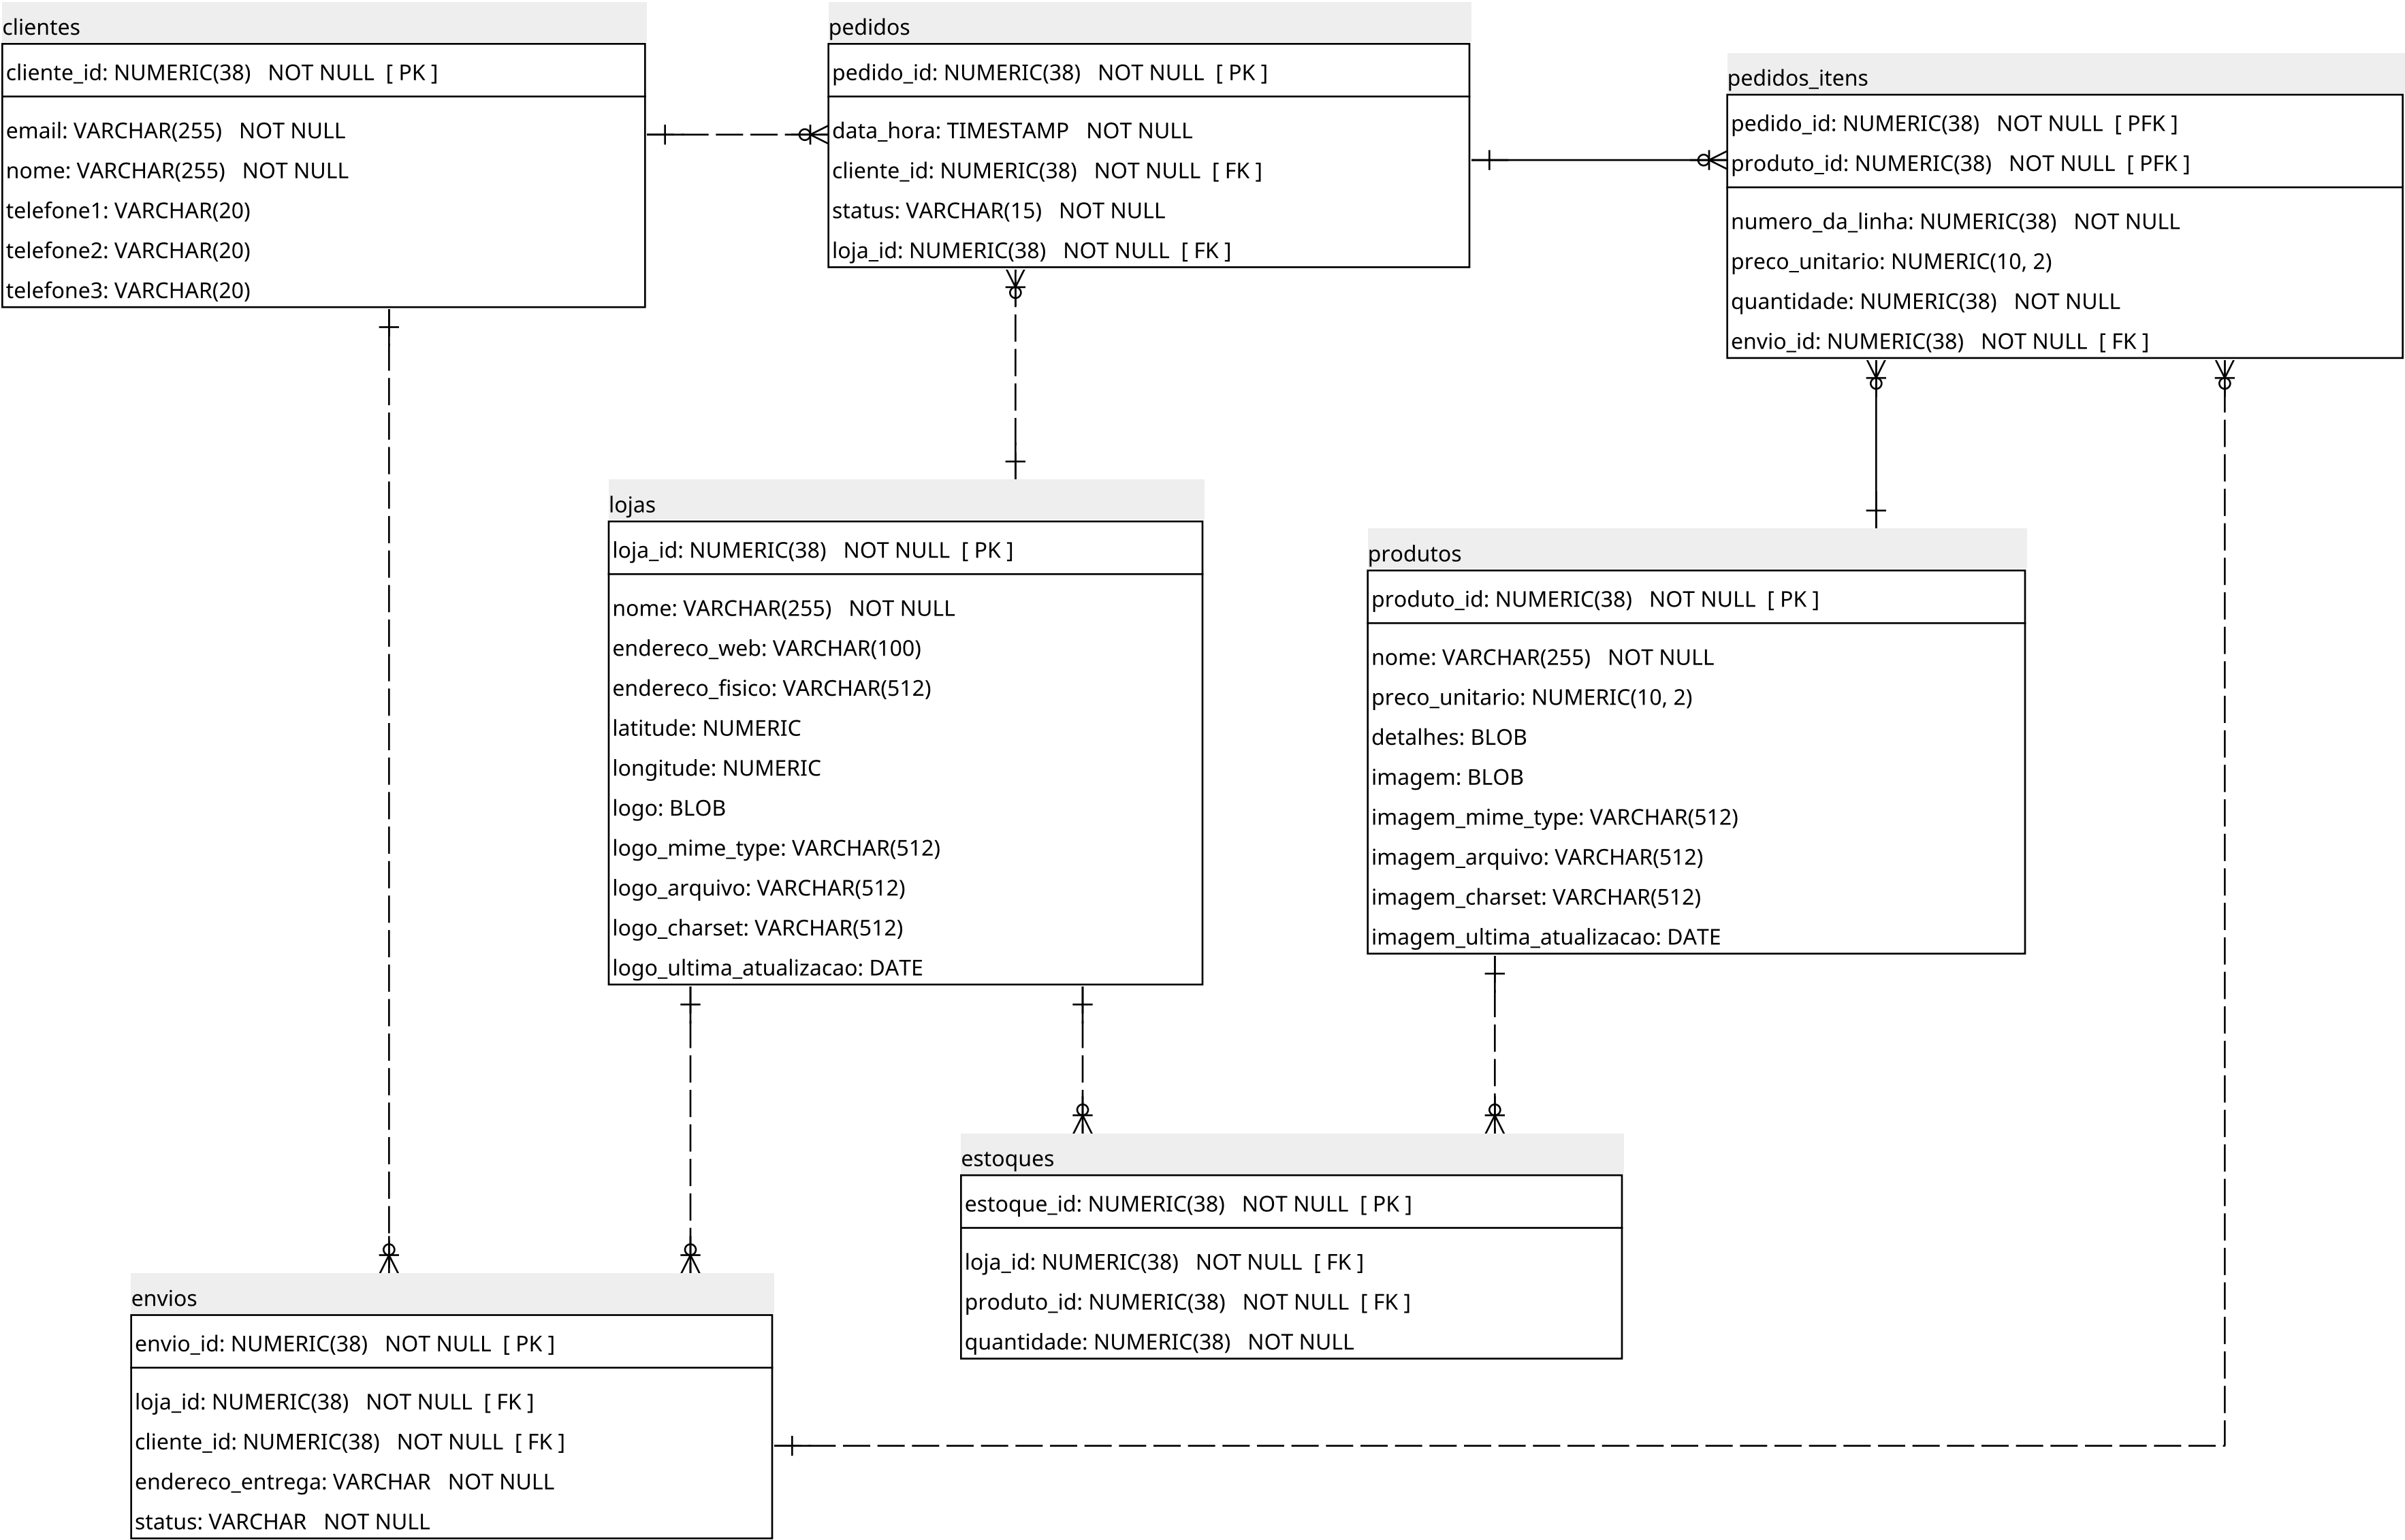 clientes
cliente_id: NUMERIC(38) NOT NULL [ PK ]
email: VARCHAR(255) NOT NULL
nome: VARCHAR(255) NOT NULL
telefone1: VARCHAR(20)
telefone2: VARCHAR(20)
telefone3: VARCHAR(20)
pedidos
pedido_id: NUMERIC(38) NOT NULL [ PK ]
data_hora: TIMESTAMP NOT NULL
cliente_id: NUMERIC(38) NOT NULL [ FK ]
status: VARCHAR(15) NOT NULL
loja_id: NUMERIC(38) NOT NULL [ FK ]
pedidos_itens
pedido_id: NUMERIC(38) NOT NULL [ PFK ]
produto_id: NUMERIC(38) NOT NULL [ PFK ]
numero_da_linha: NUMERIC(38) NOT NULL
preco_unitario: NUMERIC(10, 2)
quantidade: NUMERIC(38) NOT NULL
envio_id: NUMERIC(38) NOT NULL [ FK ]
lojas
loja_id: NUMERIC(38) NOT NULL [ PK ]
nome: VARCHAR(255) NOT NULL
endereco_web: VARCHAR(100)
endereco_fisico: VARCHAR(512)
latitude: NUMERIC
longitude: NUMERIC
logo: BLOB
logo_mime_type: VARCHAR(512)
logo_arquivo: VARCHAR(512)
logo_charset: VARCHAR(512)
logo_ultima_atualizacao: DATE
produtos
produto_id: NUMERIC(38) NOT NULL [ PK ]
nome: VARCHAR(255) NOT NULL
preco_unitario: NUMERIC(10, 2)
detalhes: BLOB
imagem: BLOB
imagem_mime_type: VARCHAR(512)
imagem_arquivo: VARCHAR(512)
imagem_charset: VARCHAR(512)
imagem_ultima_atualizacao: DATE
estoques
estoque_id: NUMERIC(38) NOT NULL [ PK ]
loja_id: NUMERIC(38) NOT NULL [ FK ]
produto_id: NUMERIC(38) NOT NULL [ FK ]
quantidade: NUMERIC(38) NOT NULL
envios
envio_id: NUMERIC(38) NOT NULL [ PK ]
loja_id: NUMERIC(38) NOT NULL [ FK ]
cliente_id: NUMERIC(38) NOT NULL [ FK ]
endereco_entrega: VARCHAR NOT NULL
status: VARCHAR NOT NULL